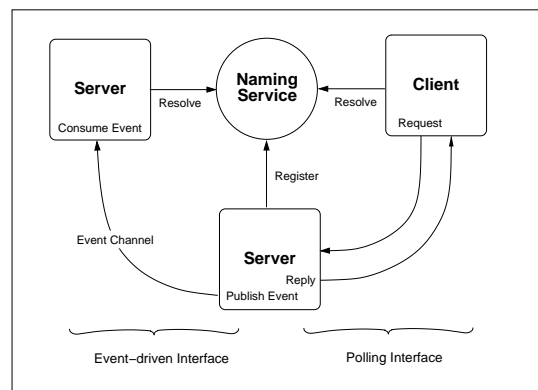 Server
Consume Event
Resolve
Naming
Service
Resolve
Client
Request
Register
Event Channel
Server
Reply
Publish Event
Event−driven Interface
Polling Interface